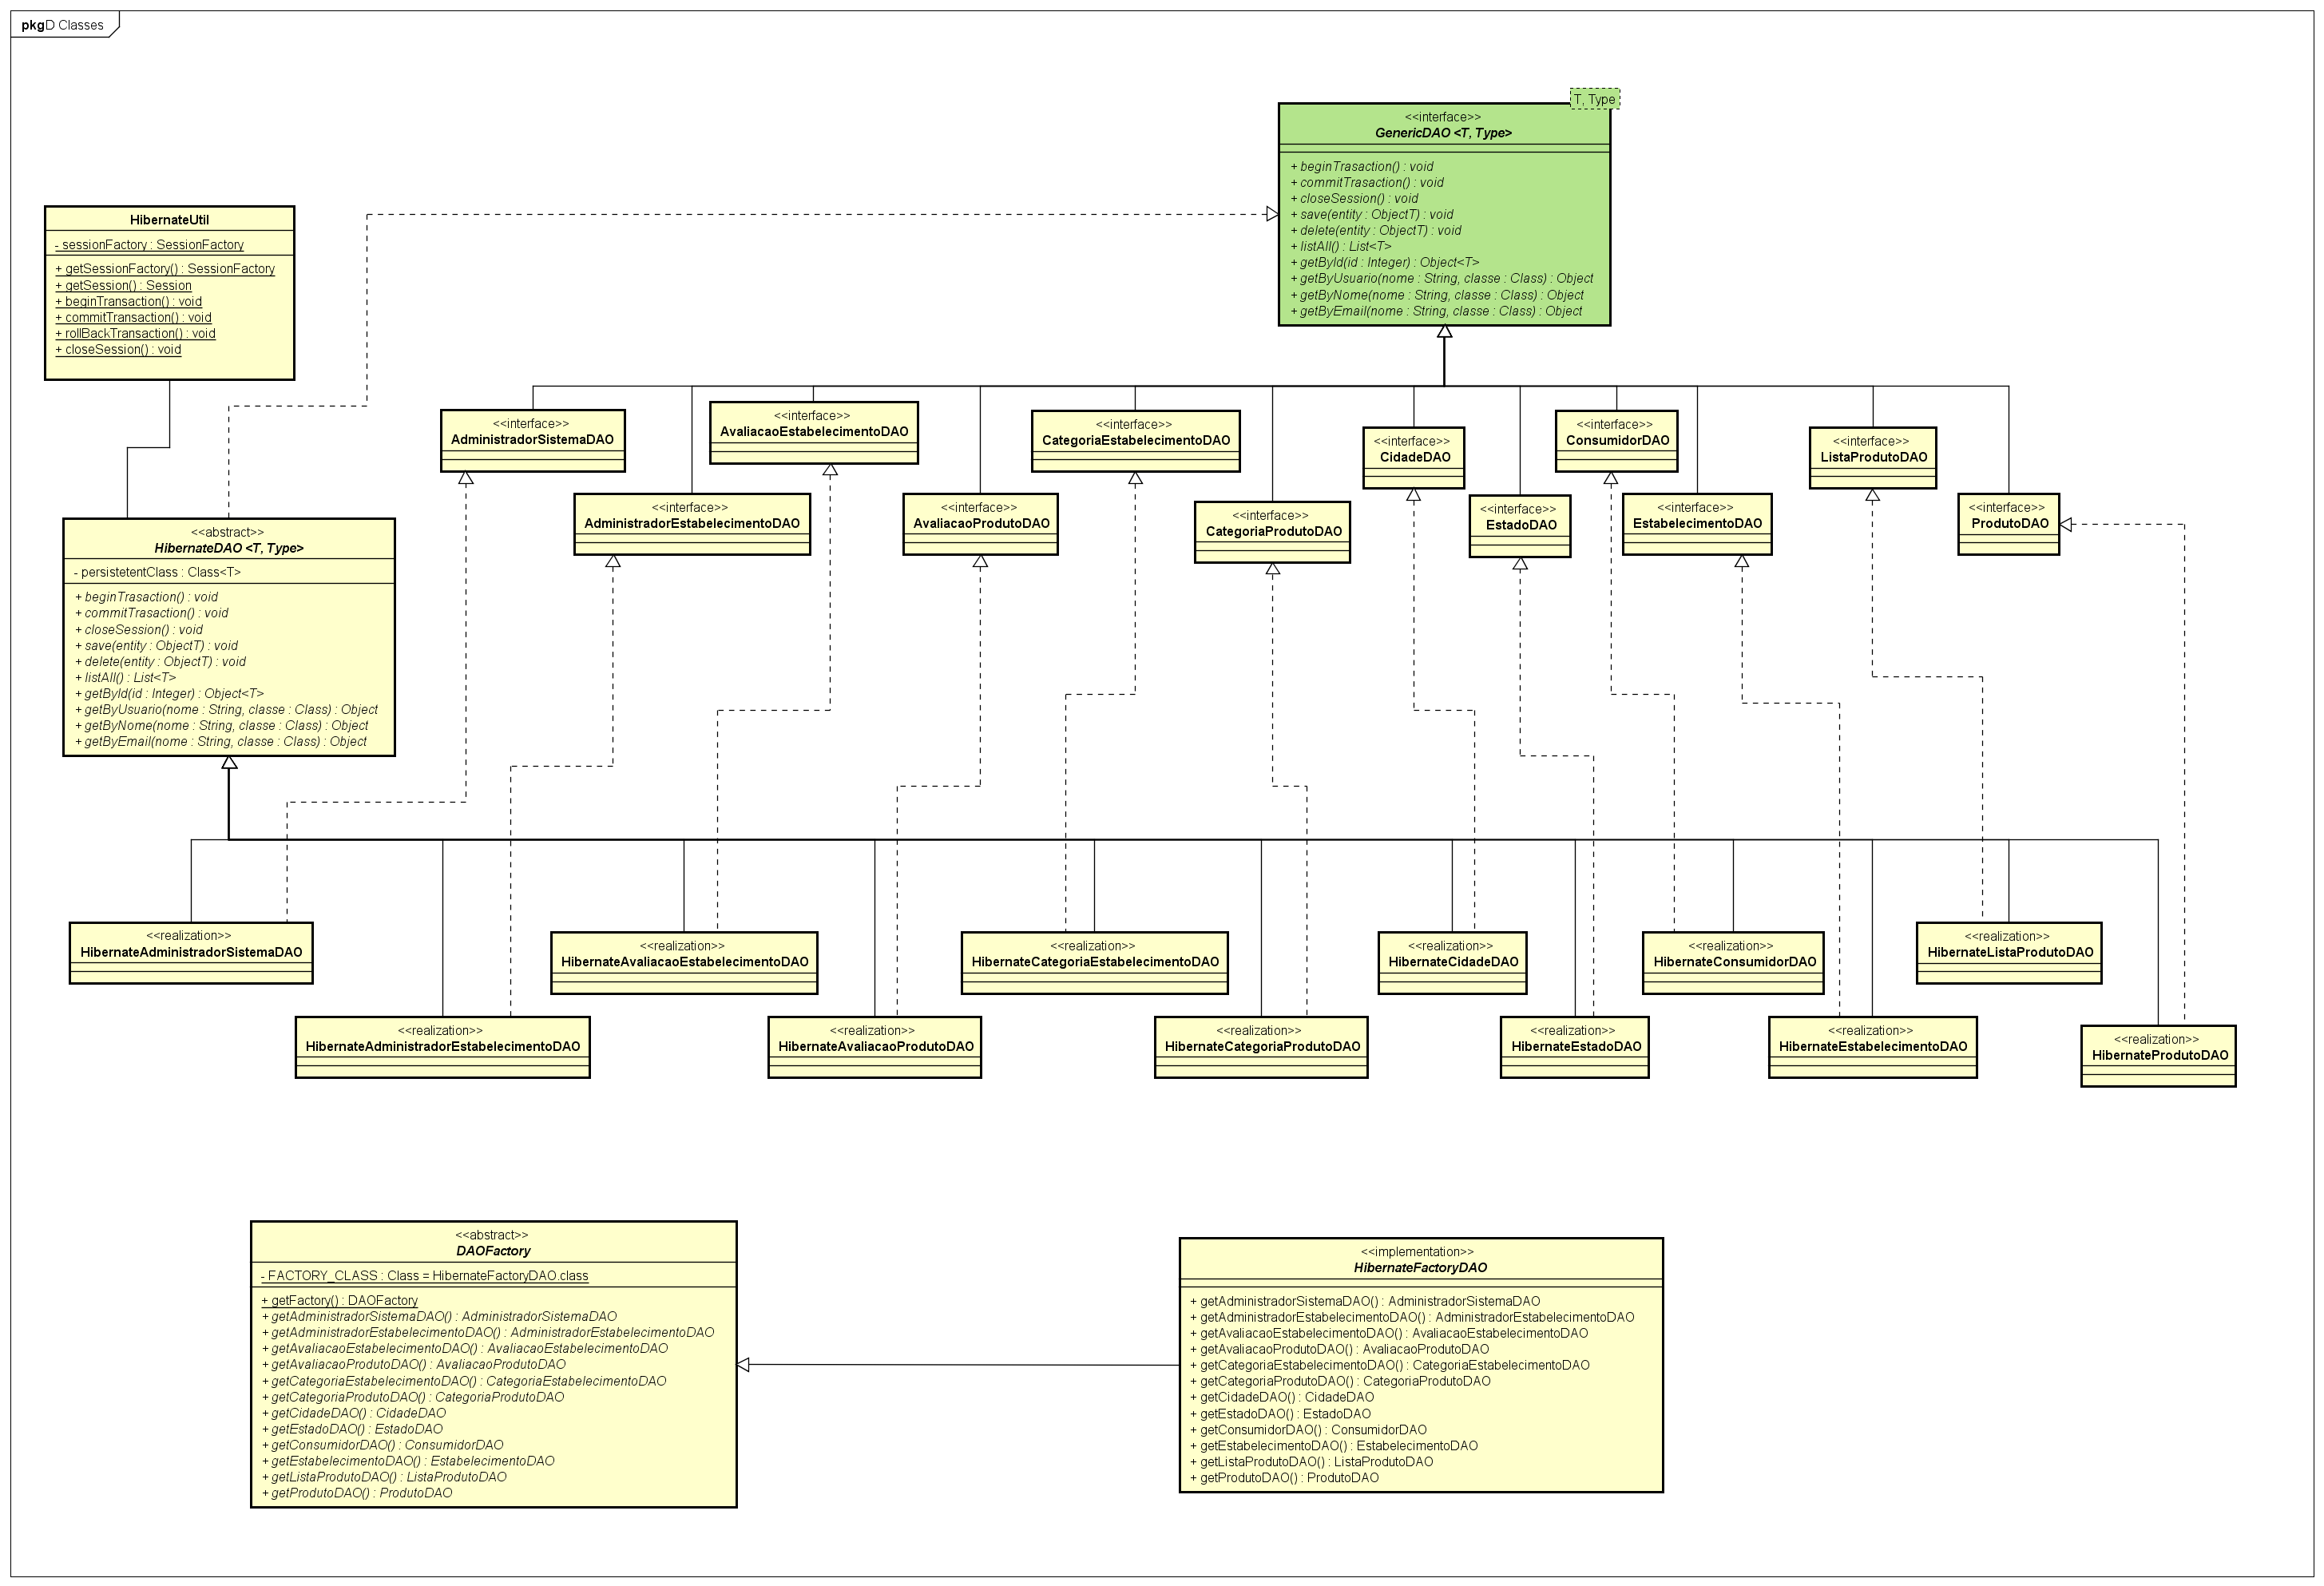 pkgD Classes
T, Type
<<interface>>
GenericDAO <T, Type>
+ beginTrasaction() : void
+ commitTrasaction() : void
+ closeSession() : void
+ save(entity : ObjectT) : void
+ delete(entity : ObjectT) : void
+ listAll() : List<T>
+ getById(id : Integer) : Object<T>
+ getByUsuario(nome : String, classe : Class) : Object
+ getByNome(nome : String, classe : Class) : Object
+ getByEmail(nome : String, classe : Class) : Object
HibernateUtil
- sessionFactory : SessionFactory
+ getSessionFactory() : SessionFactory
+ getSession() : Session
+ beginTransaction() : void
+ commitTransaction() : void
+ rollBackTransaction() : void
+ closeSession() : void
<<interface>>
AdministradorSistemaDAO
<<interface>>
AvaliacaoEstabelecimentoDAO
<<interface>>
CategoriaEstabelecimentoDAO
<<interface>>
CidadeDAO
<<interface>>
ConsumidorDAO
<<interface>>
ListaProdutoDAO
<<interface>>
AdministradorEstabelecimentoDAO
<<interface>>
AvaliacaoProdutoDAO
<<interface>>
CategoriaProdutoDAO
<<interface>>
EstadoDAO
<<interface>>
EstabelecimentoDAO
<<interface>>
ProdutoDAO
<<abstract>>
HibernateDAO <T, Type>
- persistetentClass : Class<T>
+ beginTrasaction() : void
+ commitTrasaction() : void
+ closeSession() : void
+ save(entity : ObjectT) : void
+ delete(entity : ObjectT) : void
+ listAll() : List<T>
+ getById(id : Integer) : Object<T>
+ getByUsuario(nome : String, classe : Class) : Object
+ getByNome(nome : String, classe : Class) : Object
+ getByEmail(nome : String, classe : Class) : Object
<<realization>>
HibernateAdministradorSistemaDAO
<<realization>>
HibernateAvaliacaoEstabelecimentoDAO
<<realization>>
HibernateCategoriaEstabelecimentoDAO
<<realization>>
HibernateCidadeDAO
<<realization>>
HibernateConsumidorDAO
<<realization>>
HibernateListaProdutoDAO
<<realization>>
HibernateAdministradorEstabelecimentoDAO
<<realization>>
HibernateAvaliacaoProdutoDAO
<<realization>>
HibernateCategoriaProdutoDAO
<<realization>>
HibernateEstadoDAO
<<realization>>
HibernateEstabelecimentoDAO
<<realization>>
HibernateProdutoDAO
<<abstract>>
DAOFactory
- FACTORY_CLASS : Class = HibernateFactoryDAO.class
+ getFactory() : DAOFactory
+ getAdministradorSistemaDAO() : AdministradorSistemaDAO
+ getAdministradorEstabelecimentoDAO() : AdministradorEstabelecimentoDAO
+ getAvaliacaoEstabelecimentoDAO() : AvaliacaoEstabelecimentoDAO
+ getAvaliacaoProdutoDAO() : AvaliacaoProdutoDAO
+ getCategoriaEstabelecimentoDAO() : CategoriaEstabelecimentoDAO
+ getCategoriaProdutoDAO() : CategoriaProdutoDAO
+ getCidadeDAO() : CidadeDAO
+ getEstadoDAO() : EstadoDAO
+ getConsumidorDAO() : ConsumidorDAO
+ getEstabelecimentoDAO() : EstabelecimentoDAO
+ getListaProdutoDAO() : ListaProdutoDAO
+ getProdutoDAO() : ProdutoDAO
<<implementation>>
HibernateFactoryDAO
+ getAdministradorSistemaDAO() : AdministradorSistemaDAO
+ getAdministradorEstabelecimentoDAO() : AdministradorEstabelecimentoDAO
+ getAvaliacaoEstabelecimentoDAO() : AvaliacaoEstabelecimentoDAO
+ getAvaliacaoProdutoDAO() : AvaliacaoProdutoDAO
+ getCategoriaEstabelecimentoDAO() : CategoriaEstabelecimentoDAO
+ getCategoriaProdutoDAO() : CategoriaProdutoDAO
+ getCidadeDAO() : CidadeDAO
+ getEstadoDAO() : EstadoDAO
+ getConsumidorDAO() : ConsumidorDAO
+ getEstabelecimentoDAO() : EstabelecimentoDAO
+ getListaProdutoDAO() : ListaProdutoDAO
+ getProdutoDAO() : ProdutoDAO